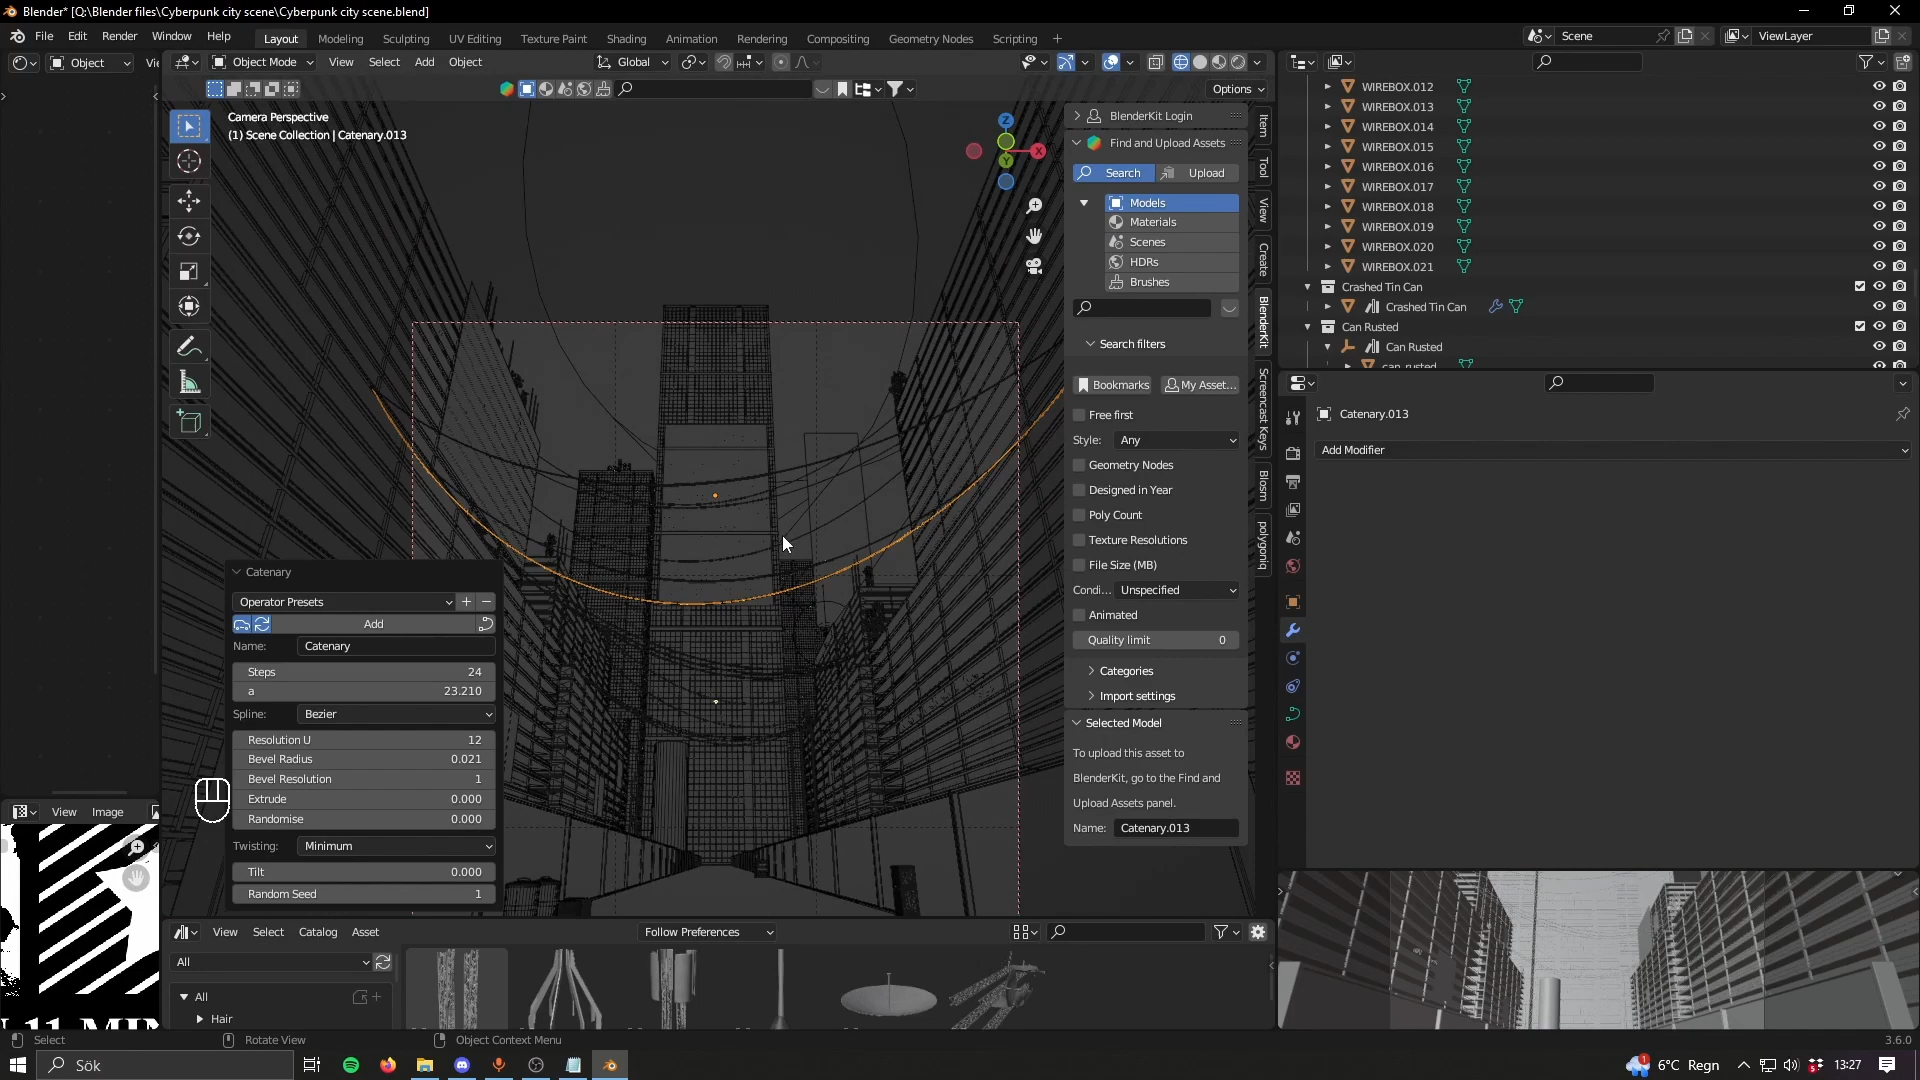 Blender* [Q:\Blender files\Cyberpunk city scene\Cyberpunk city scene.blend]
File Edit Render Window Help
Layout Modeling Sculpting UV Editing Texture Paint Shading Animation Rendering Compositing Geometry Nodes Scripting +
Scene
ViewLayer
Object
Object Mode View Select Add Object
Global
Options
Camera Perspective
(1) Scene Collection | Catenary.013
Z
X
Y
BlenderKit Login
Find and Upload Assets
Search Upload
Models
Materials
Scenes
HDRs
Brushes
Search filters
Bookmarks My Asset...
Free first
Style: Any
Geometry Nodes
Designed in Year
Poly Count
Texture Resolutions
File Size (MB)
Condi... Unspecified
Animated
Quality limit 0
Categories
Import settings
Selected Model
To upload this asset to
BlenderKit, go to the Find and
Upload Assets panel.
Name: Catenary.013
Item
Tool
View
Create
BlenderKit
Screencast Keys
Blosm
polygoniq
WIREBOX.012
WIREBOX.013
WIREBOX.014
WIREBOX.015
WIREBOX.016
WIREBOX.017
WIREBOX.018
WIREBOX.019
WIREBOX.020
WIREBOX.021
Crashed Tin Can
Crashed Tin Can
Can Rusted
Can Rusted
can_rusted
Catenary.013
Add Modifier
Catenary
Operator Presets
Add
Name: Catenary
Steps 24
a 23.210
Spline: Bezier
Resolution U 12
Bevel Radius 0.021
Bevel Resolution 1
Extrude 0.000
Randomise 0.000
Twisting: Minimum
Tilt 0.000
Random Seed 1
View Image
View Select Catalog Asset
Follow Preferences
All
All
Hair
Select
Rotate View
Object Context Menu
3.6.0
Sök
6°C Regn
13:27